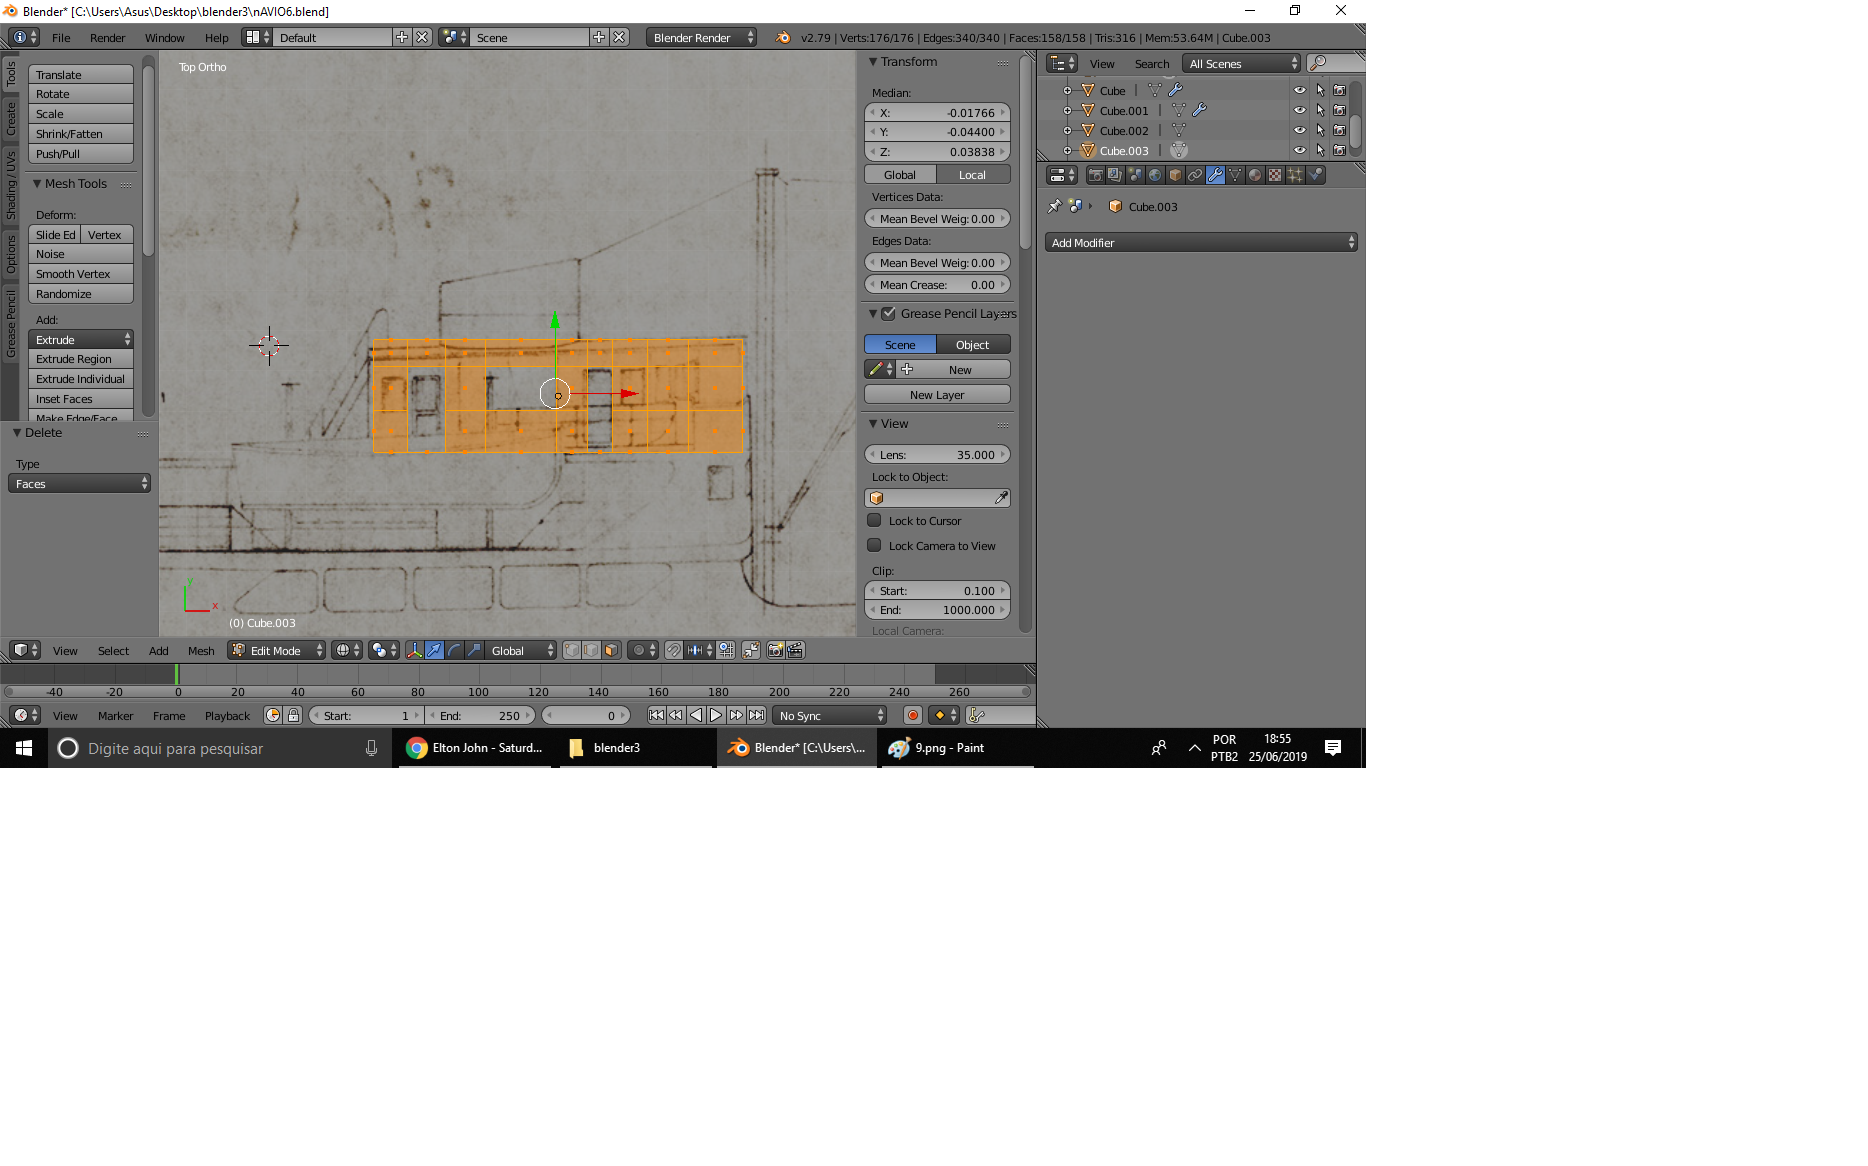 Blender* [C:\Users\Asus\Desktop\blender3\nAVIO6.blend]
File Render Window Help Default Scene Blender Render v2.79 | Verts:176/176 | Edges:340/340 | Faces:158/158 | Tris:316 | Mem:53.64M | Cube.003
Tools
Create
Shading / UVs
Options
Grease Pencil
Translate
Rotate
Scale
Shrink/Fatten
Push/Pull
Mesh Tools
Deform:
Slide Ed Vertex
Noise
Smooth Vertex
Randomize
Add:
Extrude
Extrude Region
Extrude Individual
Inset Faces
Make Edge/Face
Delete
Type
Faces
Top Ortho
Y
X
(0) Cube.003
Transform
Median:
X: -0.01766
Y: -0.04400
Z: 0.03838
Global Local
Vertices Data:
Mean Bevel Weig: 0.00
Edges Data:
Mean Bevel Weig: 0.00
Mean Crease: 0.00
Grease Pencil Layers
Scene Object
New
New Layer
View
Lens: 35.000
Lock to Object:
Lock to Cursor
Lock Camera to View
Clip:
Start: 0.100
End: 1000.000
Local Camera:
View Search All Scenes
Cube
Cube.001
Cube.002
Cube.003
Cube.003
Add Modifier
View Select Add Mesh Edit Mode Global
-40 -20 0 20 40 60 80 100 120 140 160 180 200 220 240 260
View Marker Frame Playback Start: 1 End: 250 0 No Sync
Digite aqui para pesquisar
Elton John - Saturd...
blender3
Blender* [C:\Users\...
9.png - Paint
POR
PTB2
18:55
25/06/2019